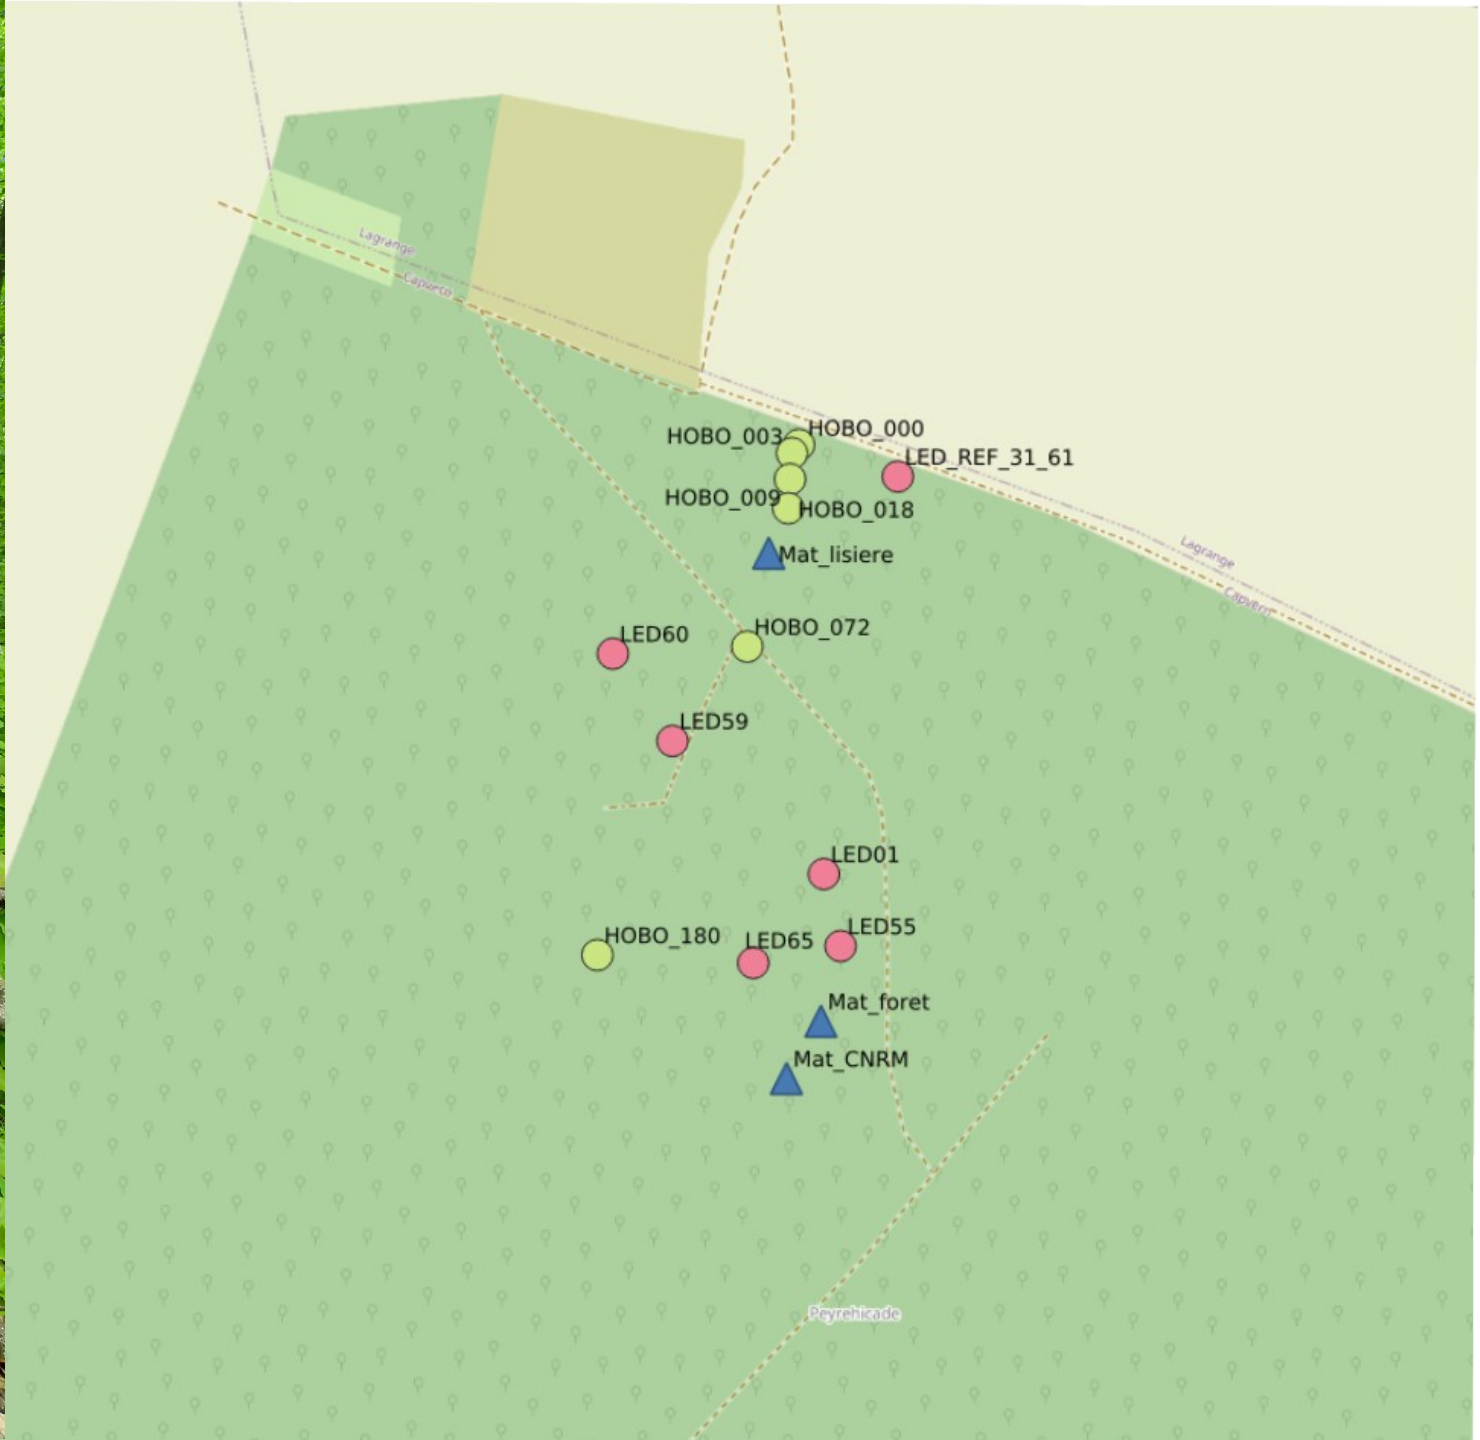 Lagrange
Capvern
HOBO_000
HOBO_003
LED_REF_31_61
HOBO_009
HOBO_018
Mat_lisiere
Lagrange
Capvern
HOBO_072
LED60
LED59
LED01
LED55
HOBO_180
LED65
Mat_foret
Mat_CNRM
Peyrehicade